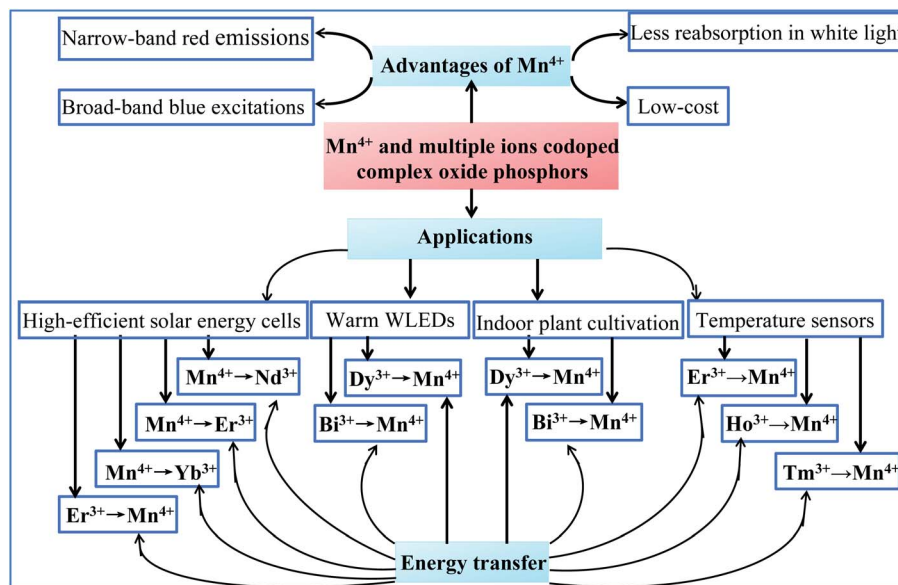 Narrow-band red emissions
Less reabsorption in white light
Advantages of Mn⁴⁺
Broad-band blue excitations
Low-cost
Mn⁴⁺ and multiple ions codoped
complex oxide phosphors
Applications
High-efficient solar energy cells
Warm WLEDs
Indoor plant cultivation
Temperature sensors
Mn⁴⁺→Nd³⁺
Dy³⁺→Mn⁴⁺
Dy³⁺→Mn⁴⁺
Er³⁺→Mn⁴⁺
Mn⁴⁺→Er³⁺
Bi³⁺→Mn⁴⁺
Bi³⁺→Mn⁴⁺
Ho³⁺→Mn⁴⁺
Mn⁴⁺→Yb³⁺
Tm³⁺→Mn⁴⁺
Er³⁺→Mn⁴⁺
Energy transfer